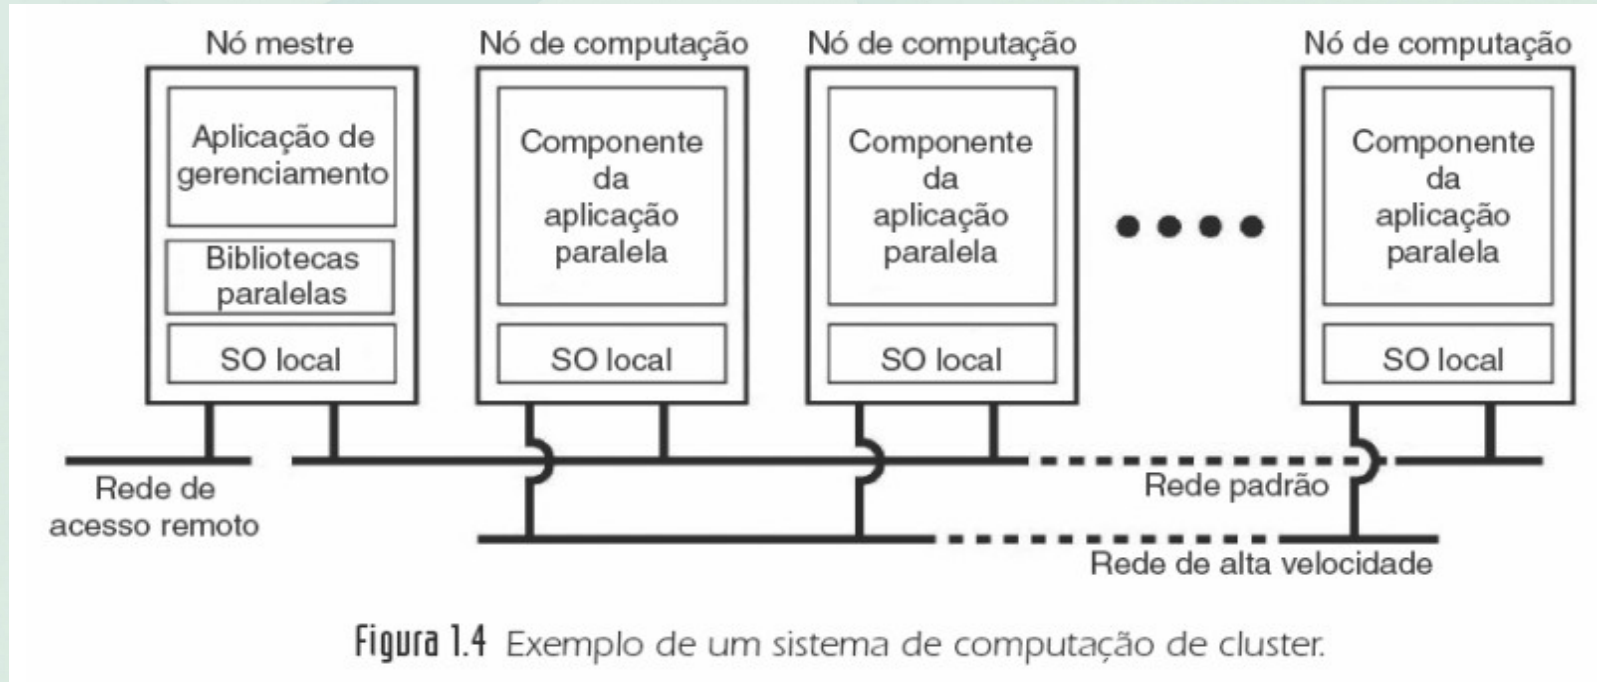 Nó mestre
Aplicação de
gerenciamento
Bibliotecas
paralelas
SO local
Nó de computação
Componente
da
aplicação
paralela
SO local
Nó de computação
Componente
da
aplicação
paralela
SO local
Nó de computação
Componente
da
aplicação
paralela
SO local
Rede de
acesso remoto
Rede padrão
Rede de alta velocidade
Figura 1.4 Exemplo de um sistema de computação de cluster.